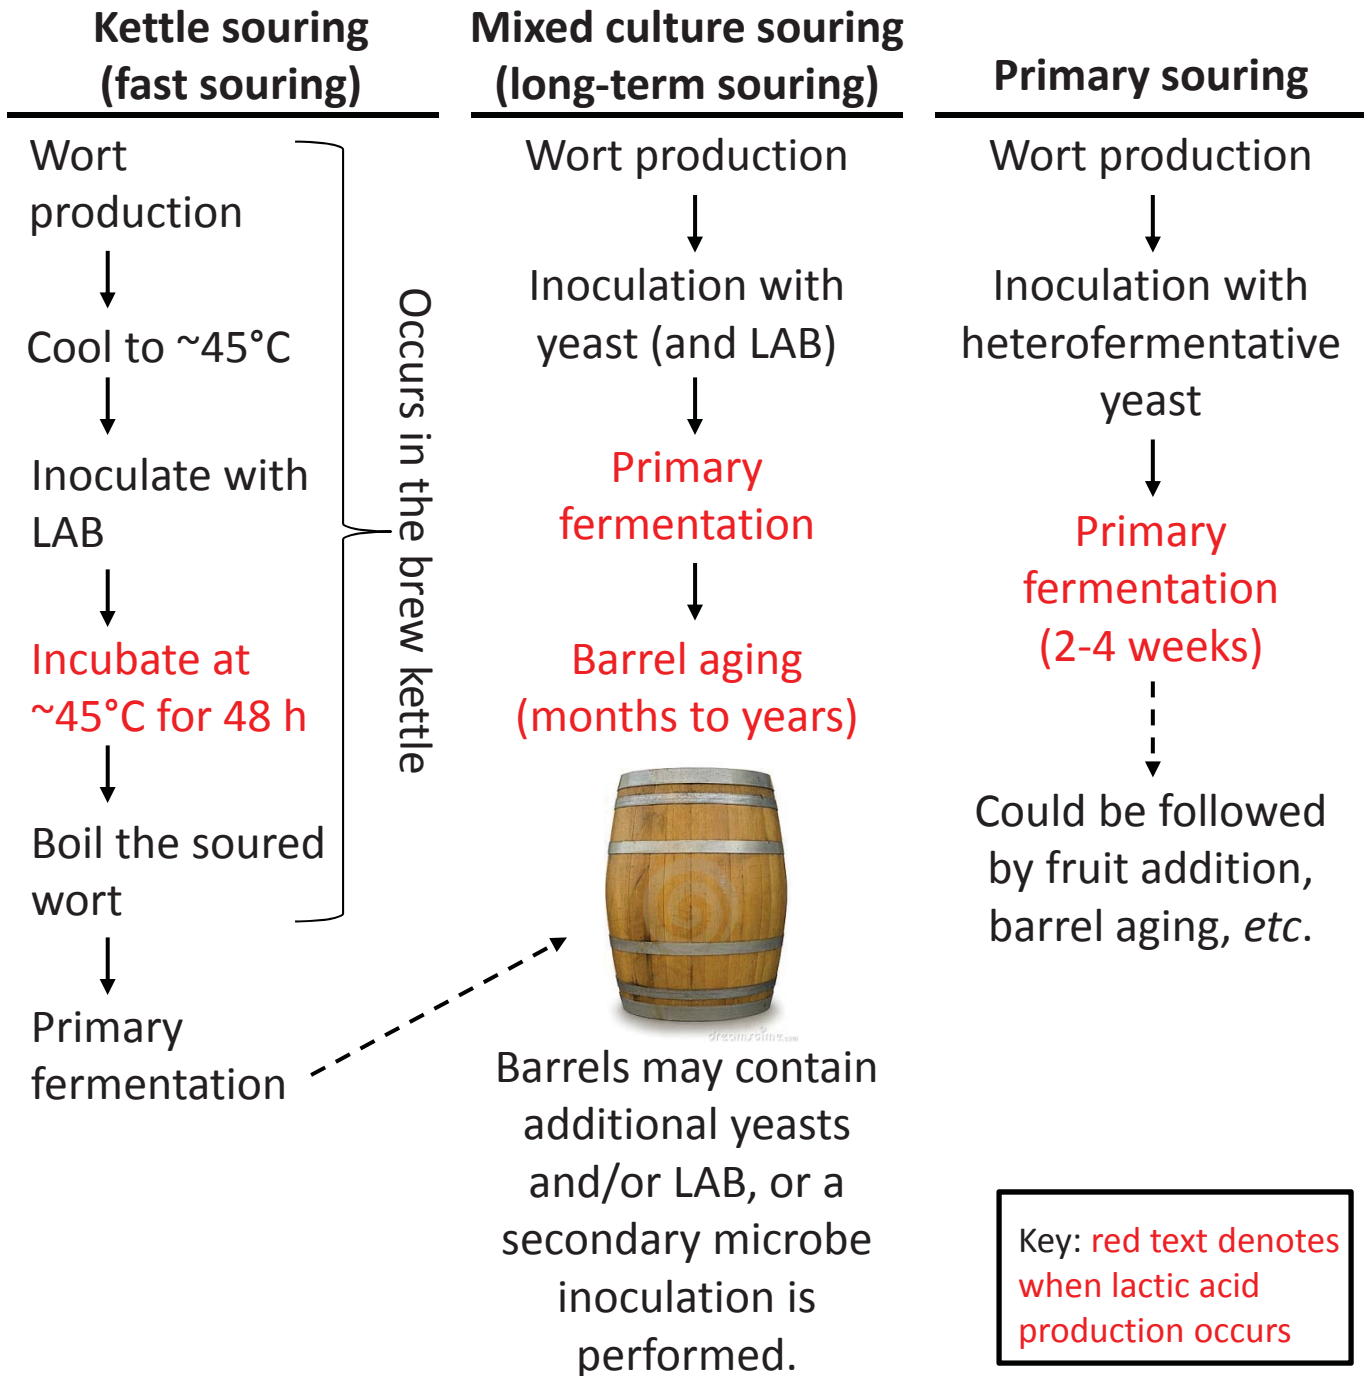 Kettle souring
(fast souring)
Wort
production
Cool to ~45°C
Inoculate with
LAB
Incubate at
~45°C for 48 h
Boil the soured
wort
Primary
fermentation
Occurs in the brew kettle
Mixed culture souring
(long-term souring)
Wort production
Inoculation with
yeast (and LAB)
Primary
fermentation
Barrel aging
(months to years)
dreamstime.com
Barrels may contain
additional yeasts
and/or LAB, or a
secondary microbe
inoculation is
performed.
Primary souring
Wort production
Inoculation with
heterofermentative
yeast
Primary
fermentation
(2-4 weeks)
Could be followed
by fruit addition,
barrel aging, etc.
Key: red text denotes
when lactic acid
production occurs